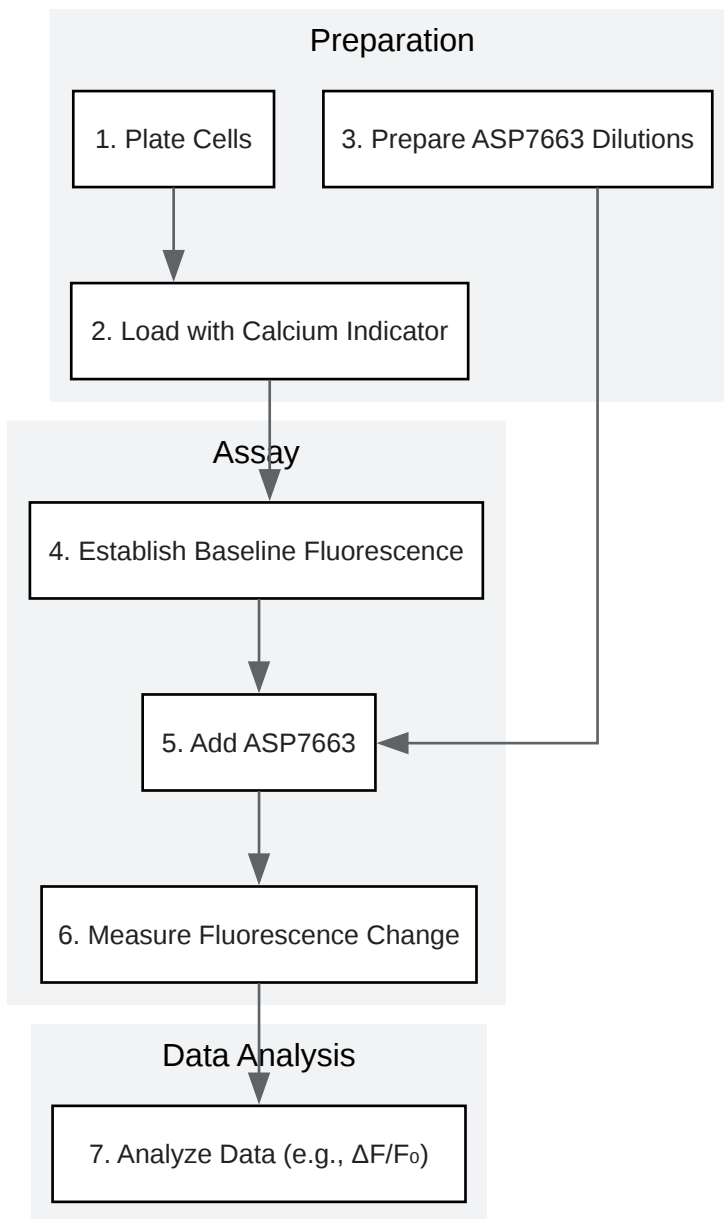 Preparation
1. Plate Cells
3. Prepare ASP7663 Dilutions
2. Load with Calcium Indicator
Assay
4. Establish Baseline Fluorescence
5. Add ASP7663
6. Measure Fluorescence Change
Data Analysis
7. Analyze Data (e.g., ΔF/F₀)